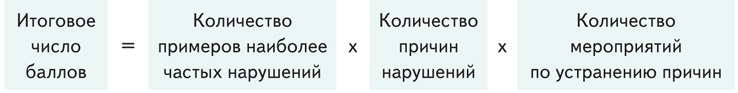 Итоговое число баллов = Количество примеров наиболее частых нарушений x Количество причин нарушений x Количество мероприятий по устранению причин